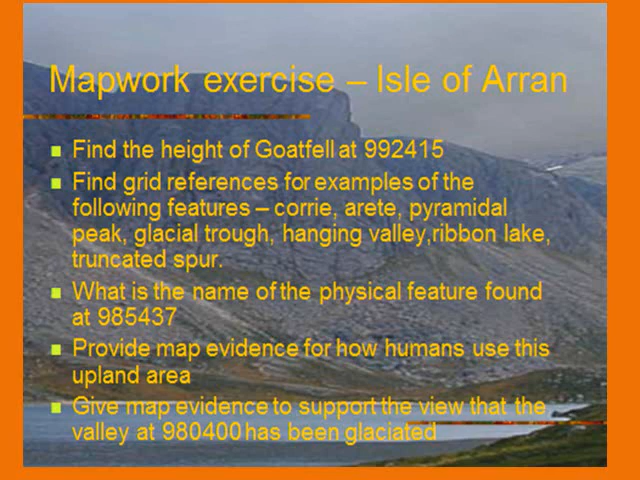 Mapwork exercise – Isle of Arran
Find the height of Goatfell at 992415
Find grid references for examples of the
following features – corrie, arete, pyramidal
peak, glacial trough, hanging valley,ribbon lake,
truncated spur.
What is the name of the physical feature found
at 985437
Provide map evidence for how humans use this
upland area
Give map evidence to support the view that the
valley at 980400 has been glaciated